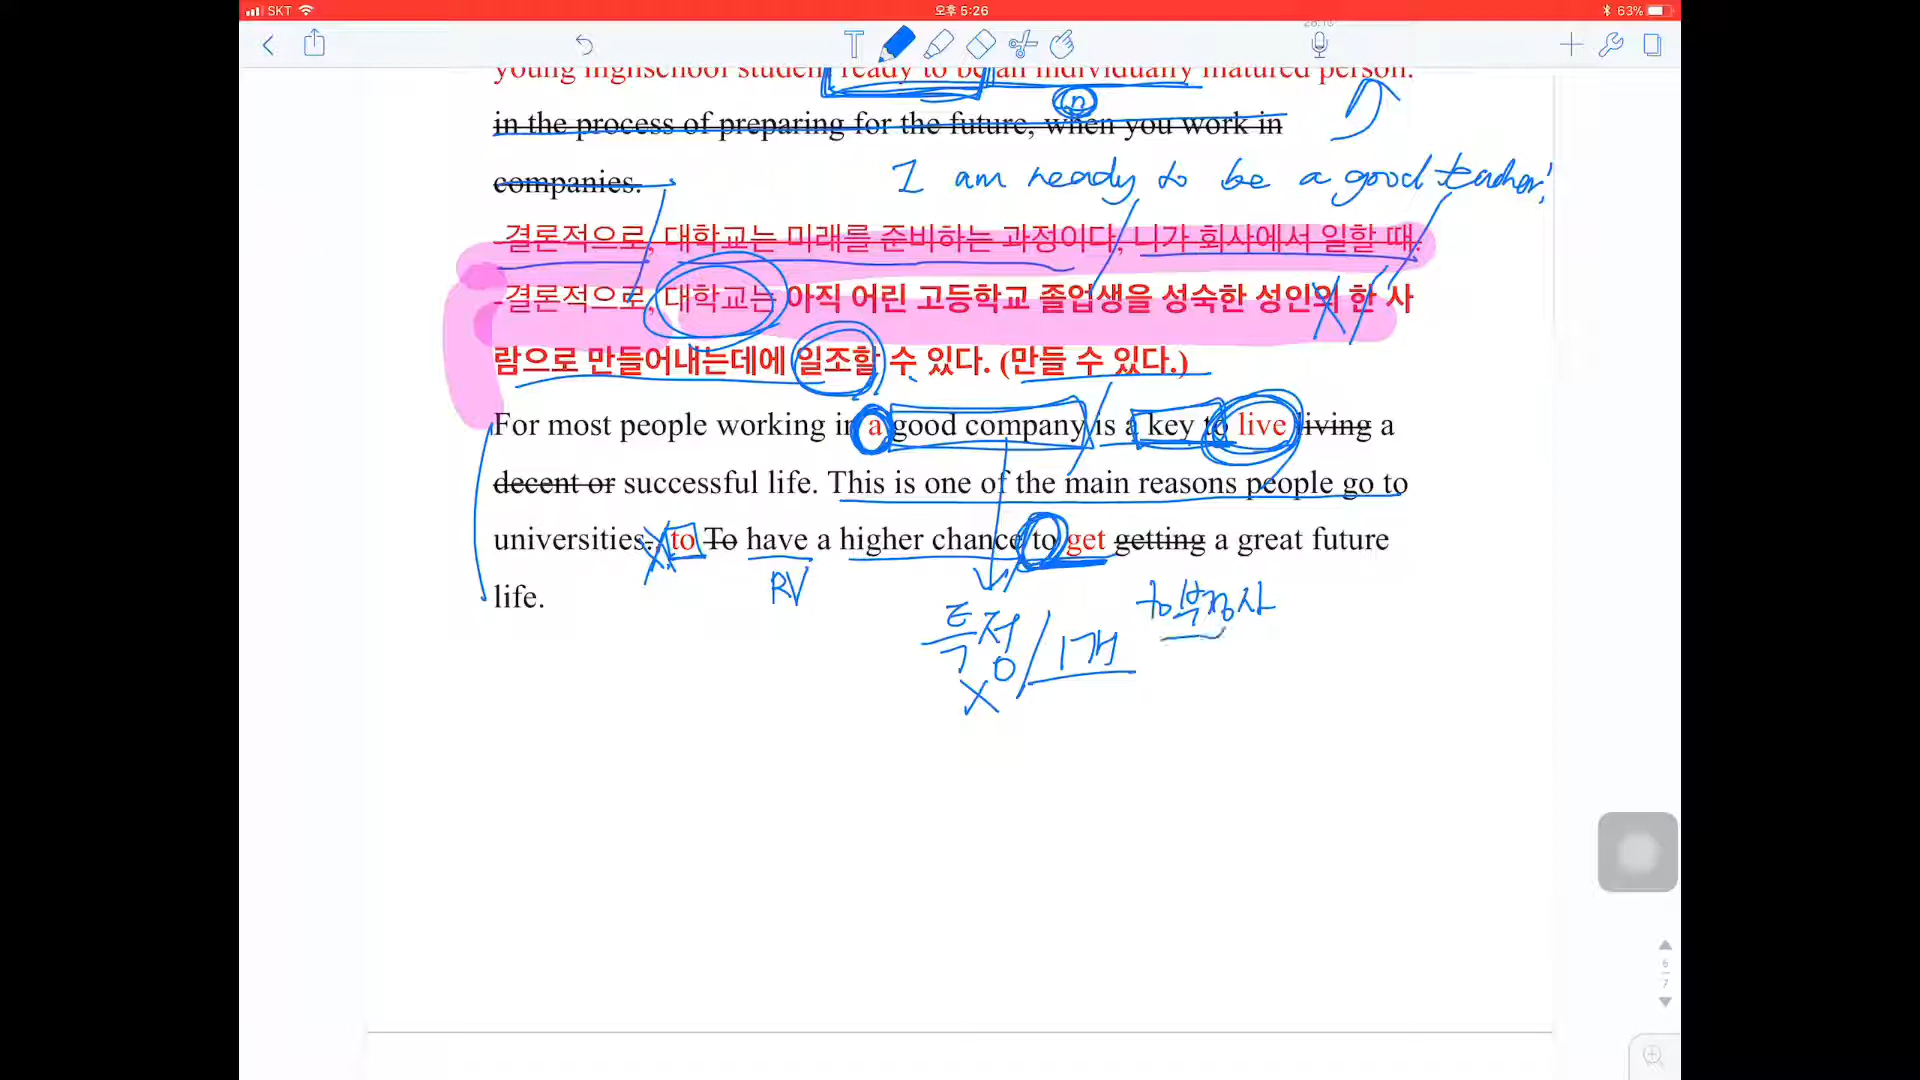 SKT 오후 5:26 63%
young highschool student ready to be an individually matured person.
n
in the process of preparing for the future, when you work in
companies.
I am ready to be a good teacher!
-결론적으로, 대학교는 미래를 준비하는 과정이다, 니가 회사에서 일할 때.
-결론적으로, 대학교는 아직 어린 고등학교 졸업생을 성숙한 성인의 한 사
람으로 만들어내는데에 일조할 수 있다. (만들 수 있다.)
For most people working in a good company is a key to live living a
decent or successful life. This is one of the main reasons people go to
universities. to To have a higher chance to get getting a great future
life.
RV
to부정사
특정 / 1개
O
X
6
7